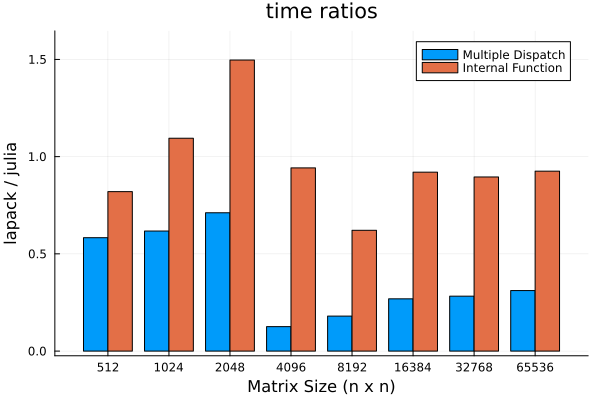 time ratios
Multiple Dispatch
Internal Function
lapack / julia
1.5
1.0
0.5
0.0
512 1024 2048 4096 8192 16384 32768 65536
Matrix Size (n x n)